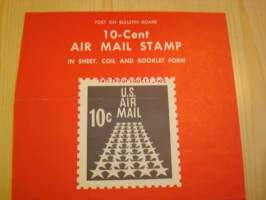 POST ON BULLETIN BOARD
10-Cent
AIR MAIL STAMP
IN SHEET, COIL AND BOOKLET FORM
U.S.
AIR
10c MAIL